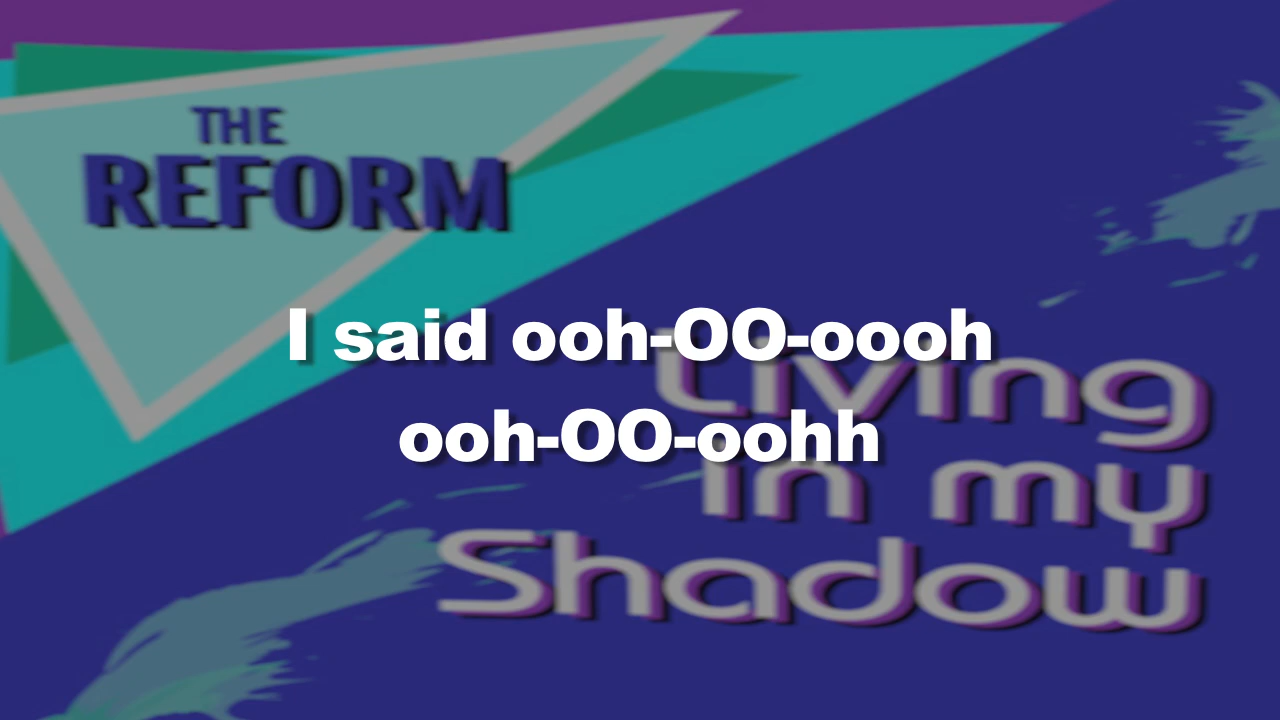 THE
REFORM
I said ooh-OO-oooh
ooh-OO-oohh
Living
in my
Shadow